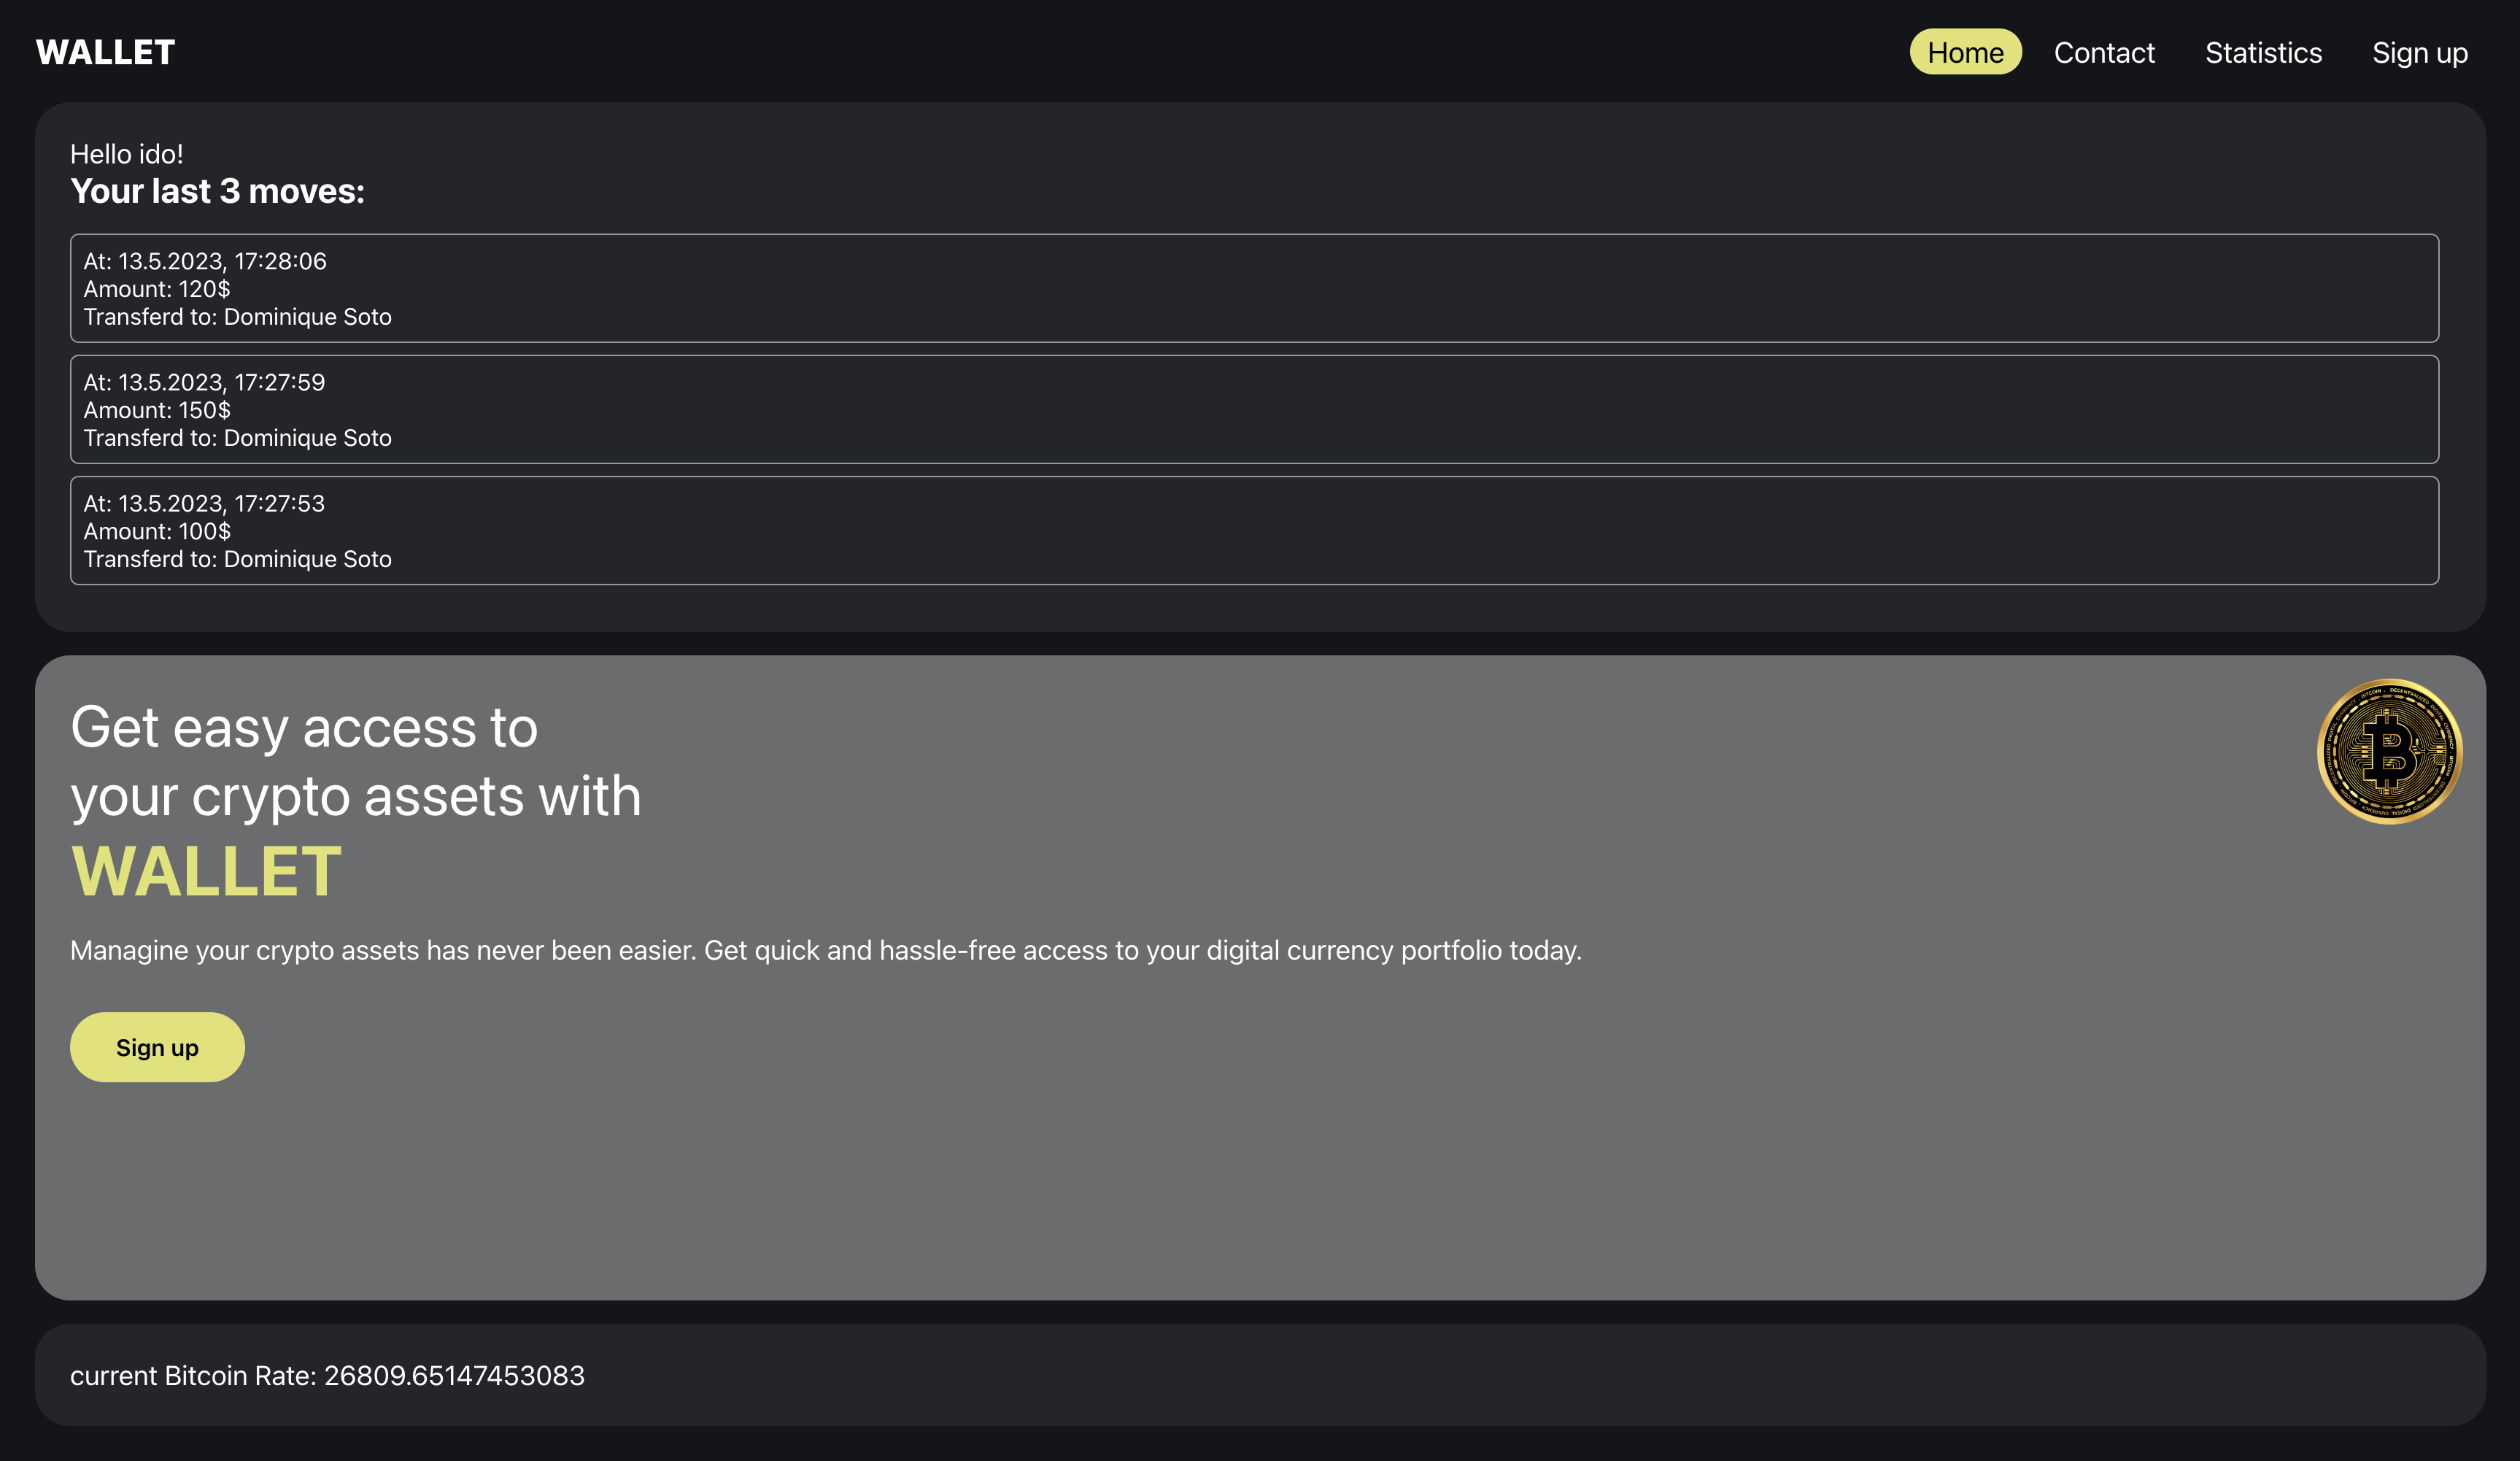 WALLET
Home
Contact
Statistics
Sign up
Hello ido!
Your last 3 moves:
At: 13.5.2023, 17:28:06
Amount: 120$
Transferd to: Dominique Soto
At: 13.5.2023, 17:27:59
Amount: 150$
Transferd to: Dominique Soto
At: 13.5.2023, 17:27:53
Amount: 100$
Transferd to: Dominique Soto
Get easy access to
your crypto assets with
WALLET
Managine your crypto assets has never been easier. Get quick and hassle-free access to your digital currency portfolio today.
Sign up
current Bitcoin Rate: 26809.65147453083